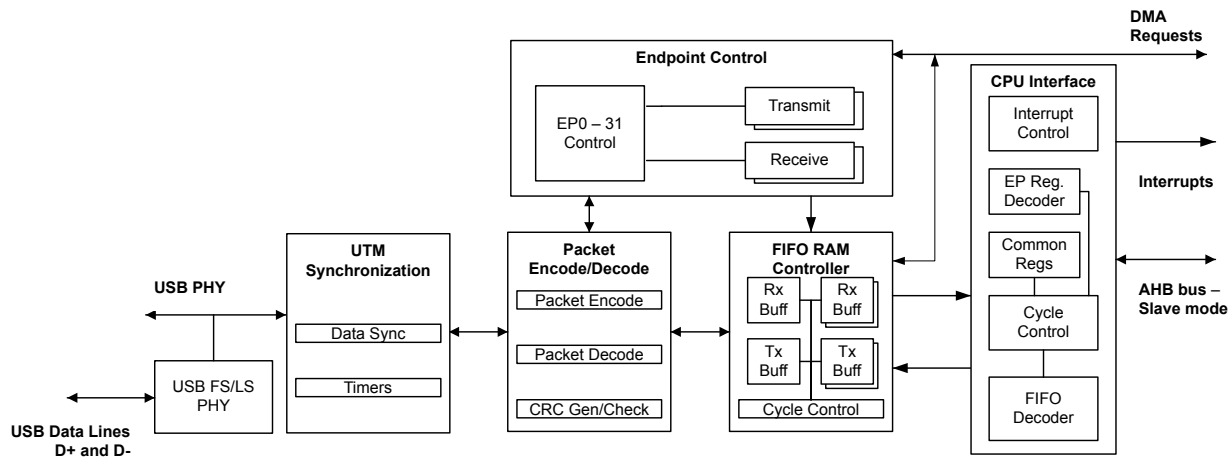 DMA
Requests
Endpoint Control
EP0 – 31
Control
Transmit
Receive
CPU Interface
Interrupt
Control
Interrupts
EP Reg.
Decoder
Common
Regs
AHB bus –
Slave mode
Cycle
Control
FIFO
Decoder
UTM
Synchronization
Data Sync
Timers
Packet
Encode/Decode
Packet Encode
Packet Decode
CRC Gen/Check
FIFO RAM
Controller
Rx
Buff
Rx
Buff
Tx
Buff
Tx
Buff
Cycle Control
USB PHY
USB FS/LS
PHY
USB Data Lines
D+ and D-